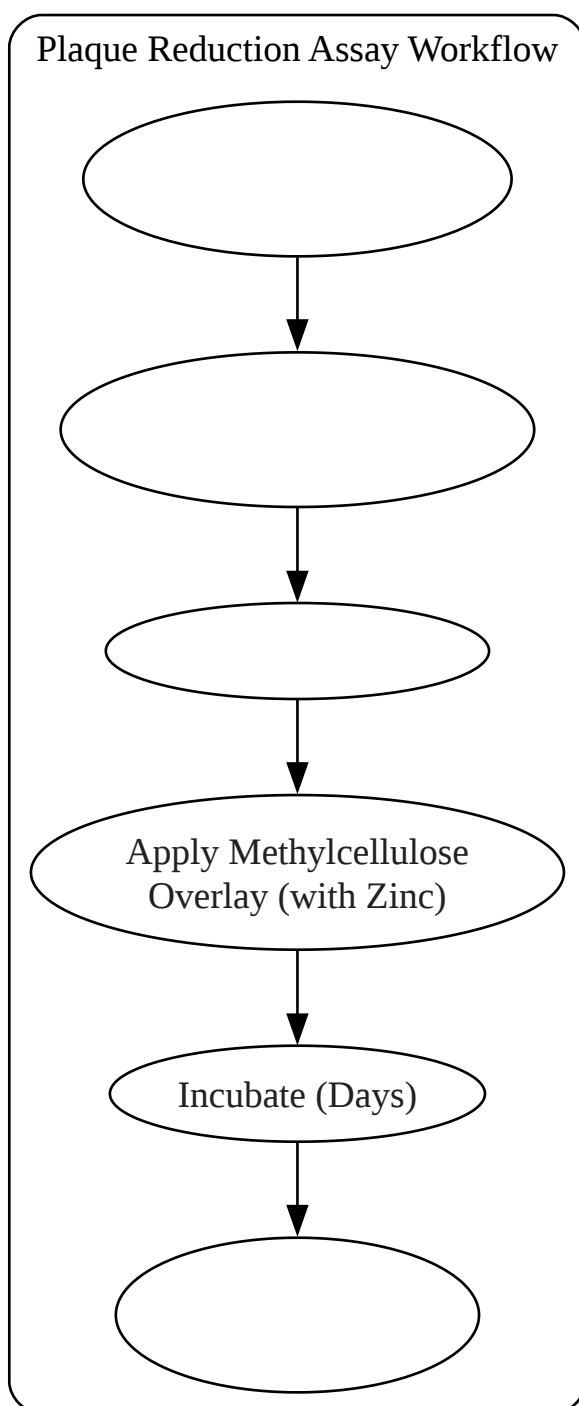 Plaque Reduction Assay Workflow
Apply Methylcellulose
Overlay (with Zinc)
Incubate (Days)